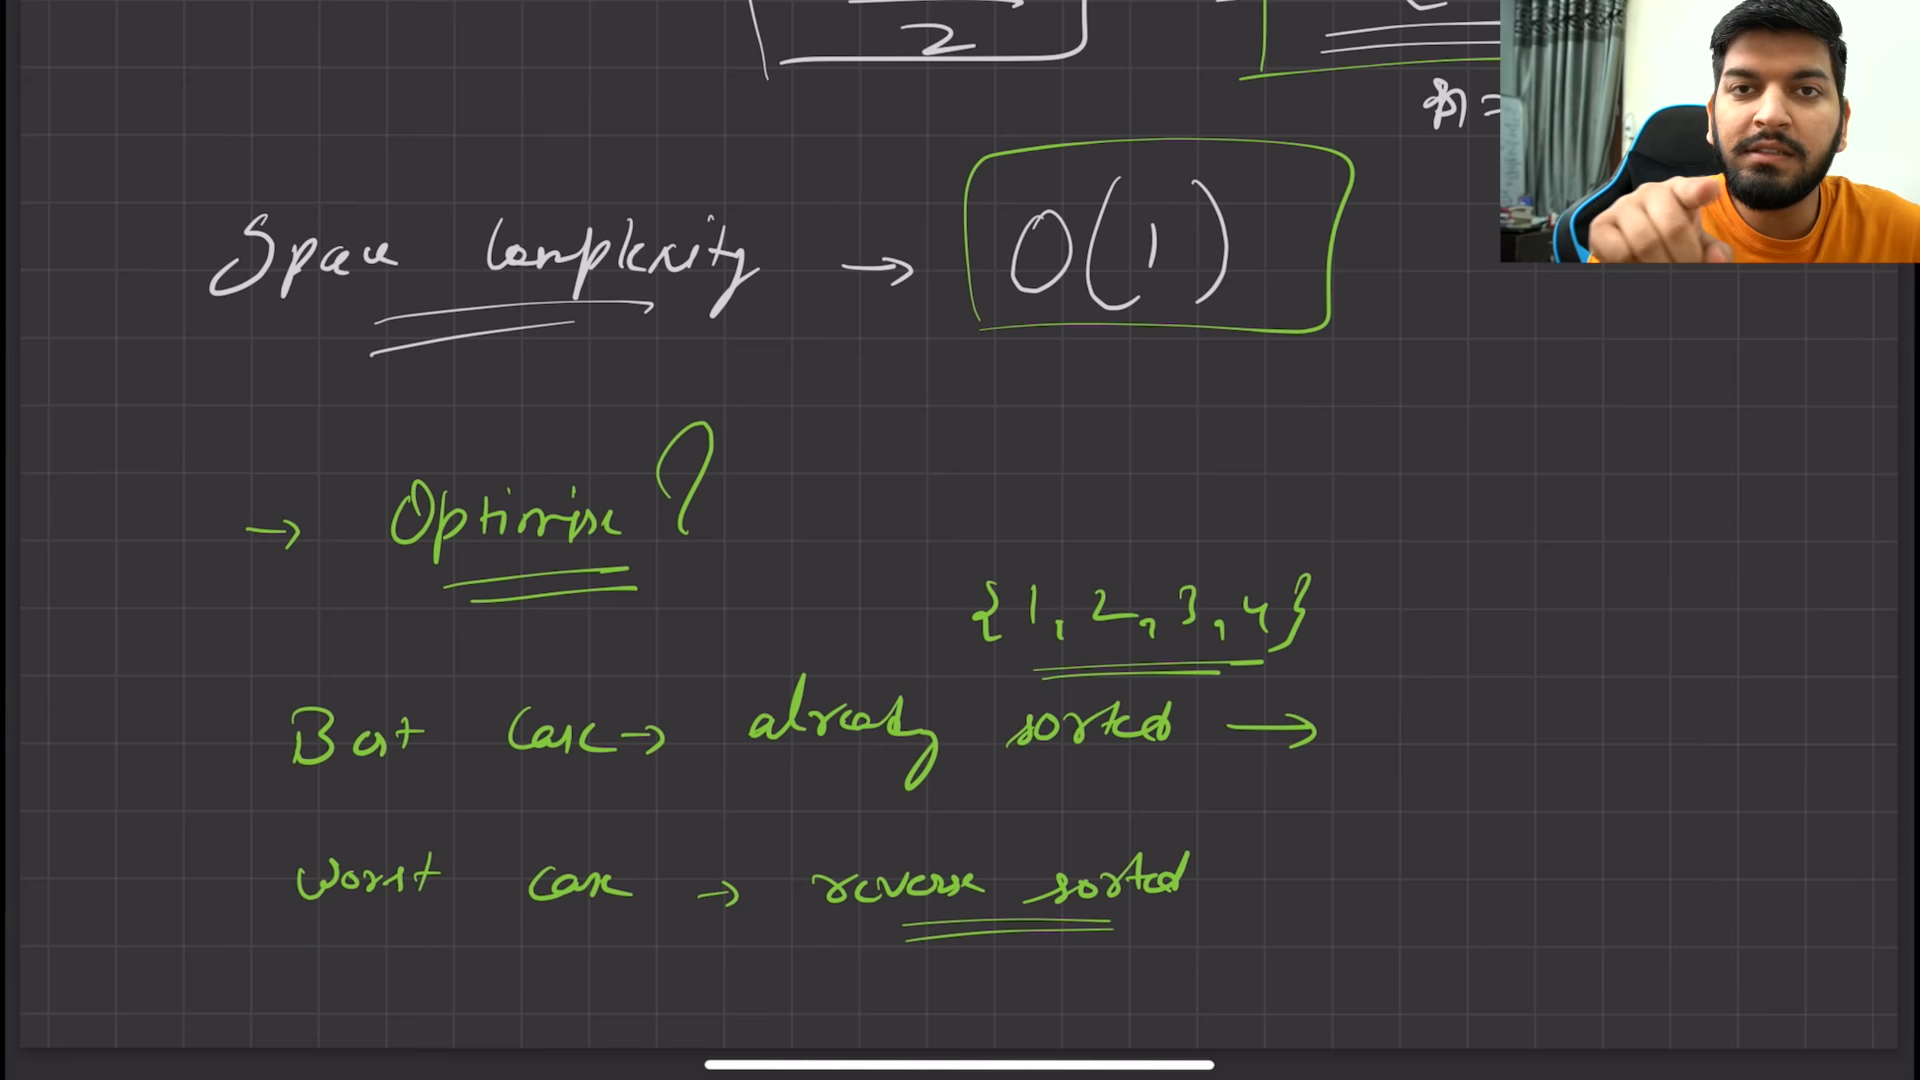 2
n =
Space Complexity → O(1)
→ Optimise ?
{1, 2, 3, 4}
Best Case → already sorted →
Worst case → reverse sorted